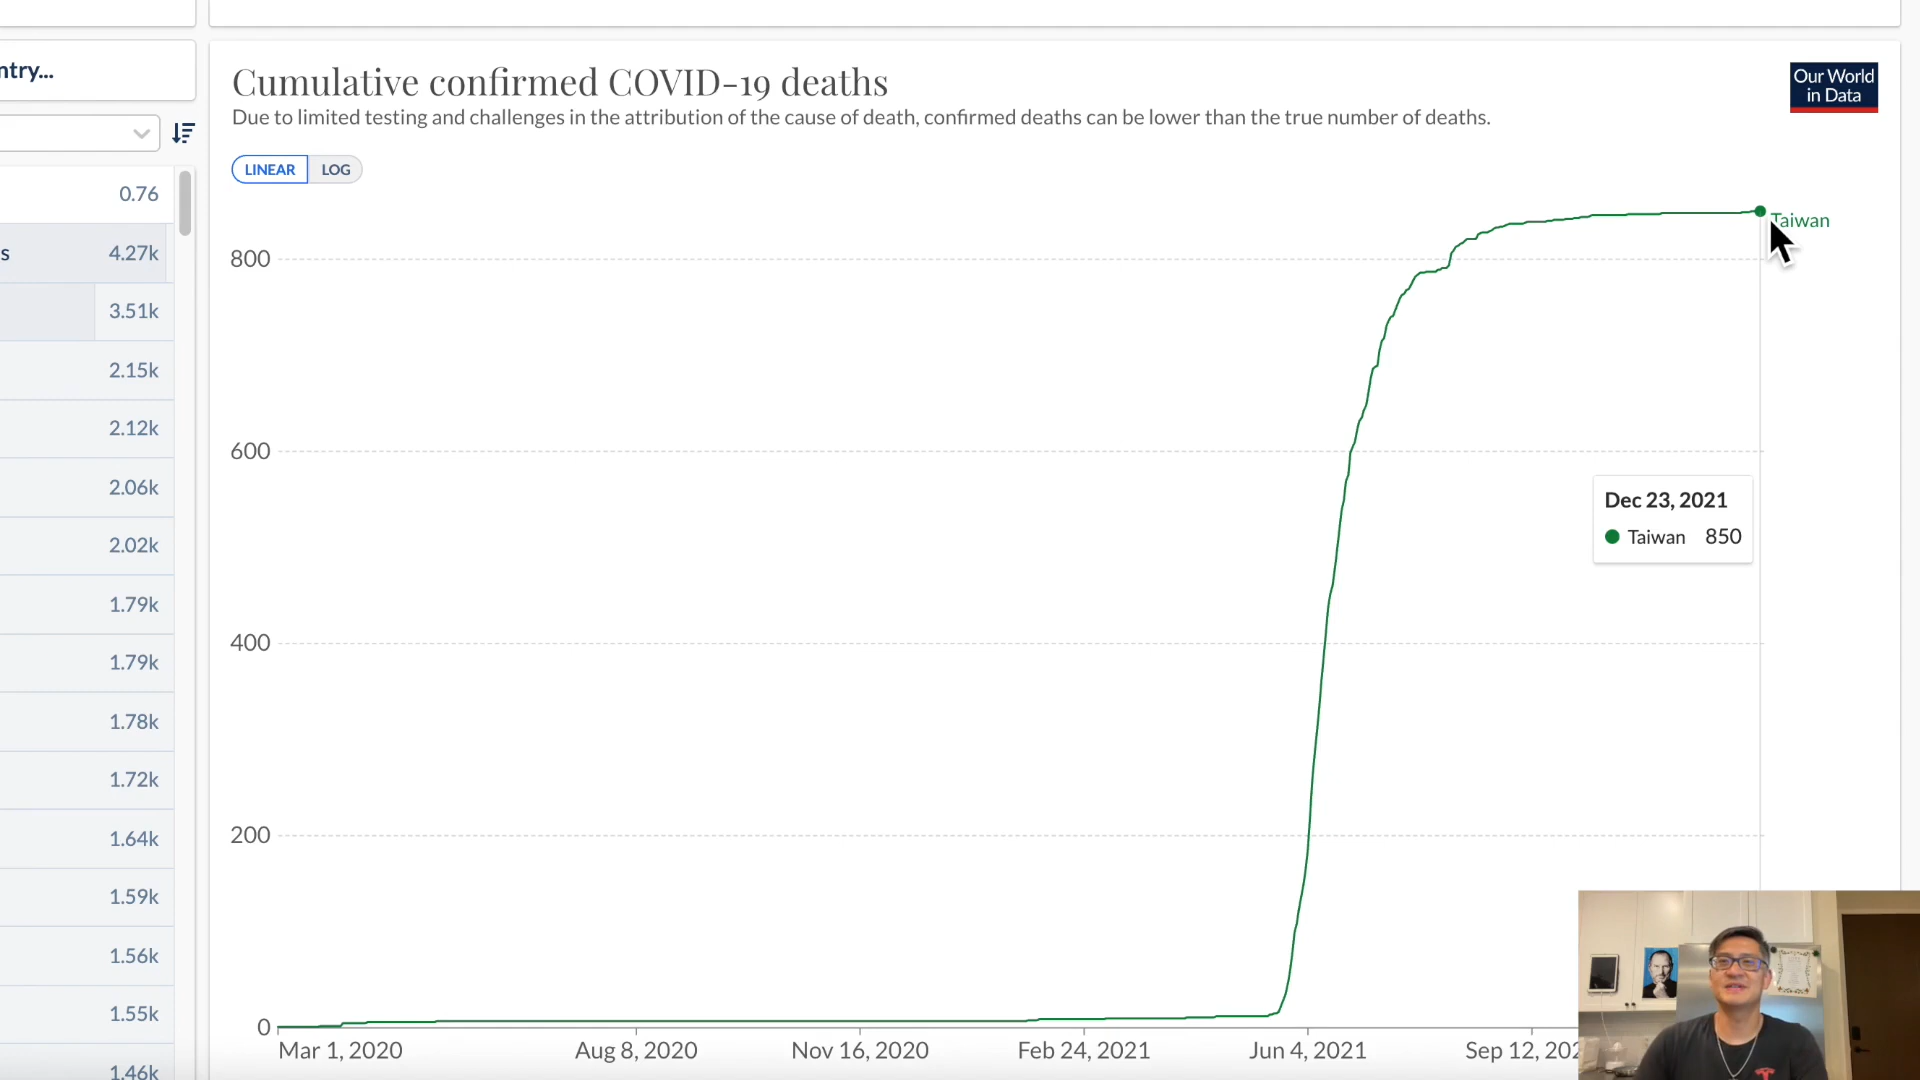 ntry...
0.76
s 4.27k
3.51k
2.15k
2.12k
2.06k
2.02k
1.79k
1.79k
1.78k
1.72k
1.64k
1.59k
1.56k
1.55k
1.46k
Cumulative confirmed COVID-19 deaths
Due to limited testing and challenges in the attribution of the cause of death, confirmed deaths can be lower than the true number of deaths.
Our World
in Data
LINEAR LOG
Taiwan
800
600
400
200
0
Dec 23, 2021
Taiwan 850
Mar 1, 2020 Aug 8, 2020 Nov 16, 2020 Feb 24, 2021 Jun 4, 2021 Sep 12, 202